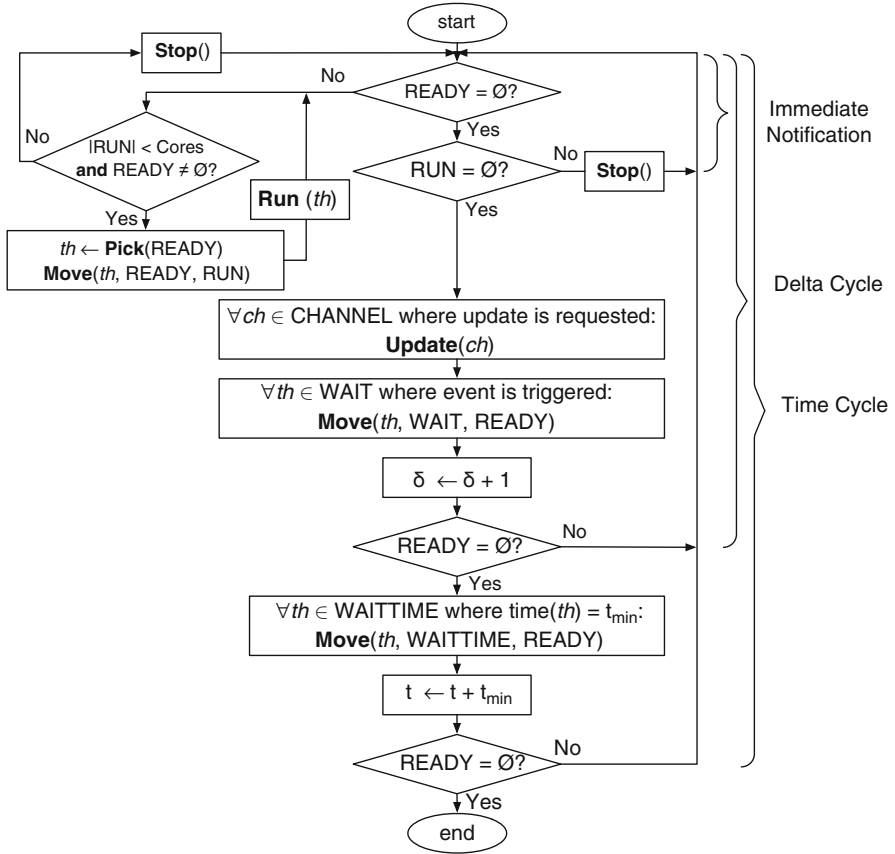 start
Stop()
No
READY = Ø?
Yes
Immediate
Notification
No
|RUN| < Cores
and READY ≠ Ø?
Yes
Run (th)
RUN = Ø?
No
Stop()
Yes
th ← Pick(READY)
Move(th, READY, RUN)
Delta Cycle
∀ch ∈ CHANNEL where update is requested:
Update(ch)
∀th ∈ WAIT where event is triggered:
Move(th, WAIT, READY)
Time Cycle
δ ← δ + 1
READY = Ø?
No
Yes
∀th ∈ WAITTIME where time(th) = tmin:
Move(th, WAITTIME, READY)
t ← t + tmin
READY = Ø?
No
Yes
end